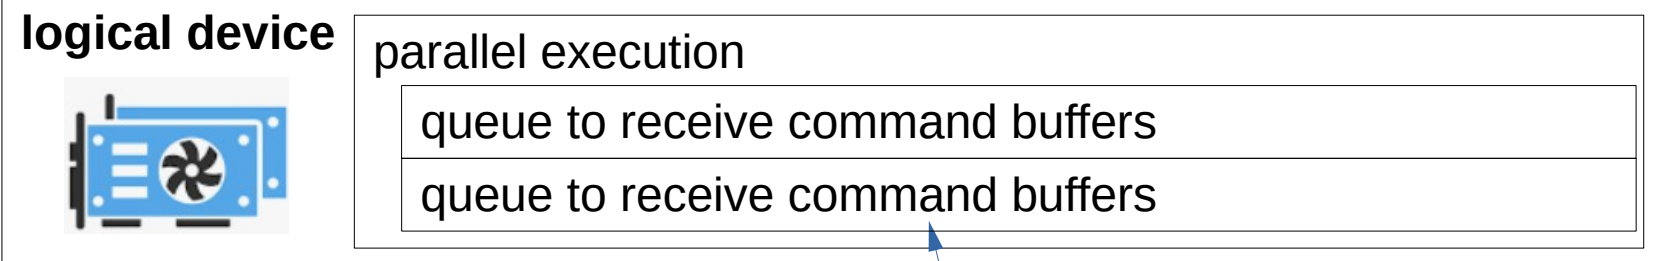 logical device
parallel execution
queue to receive command buffers
queue to receive command buffers